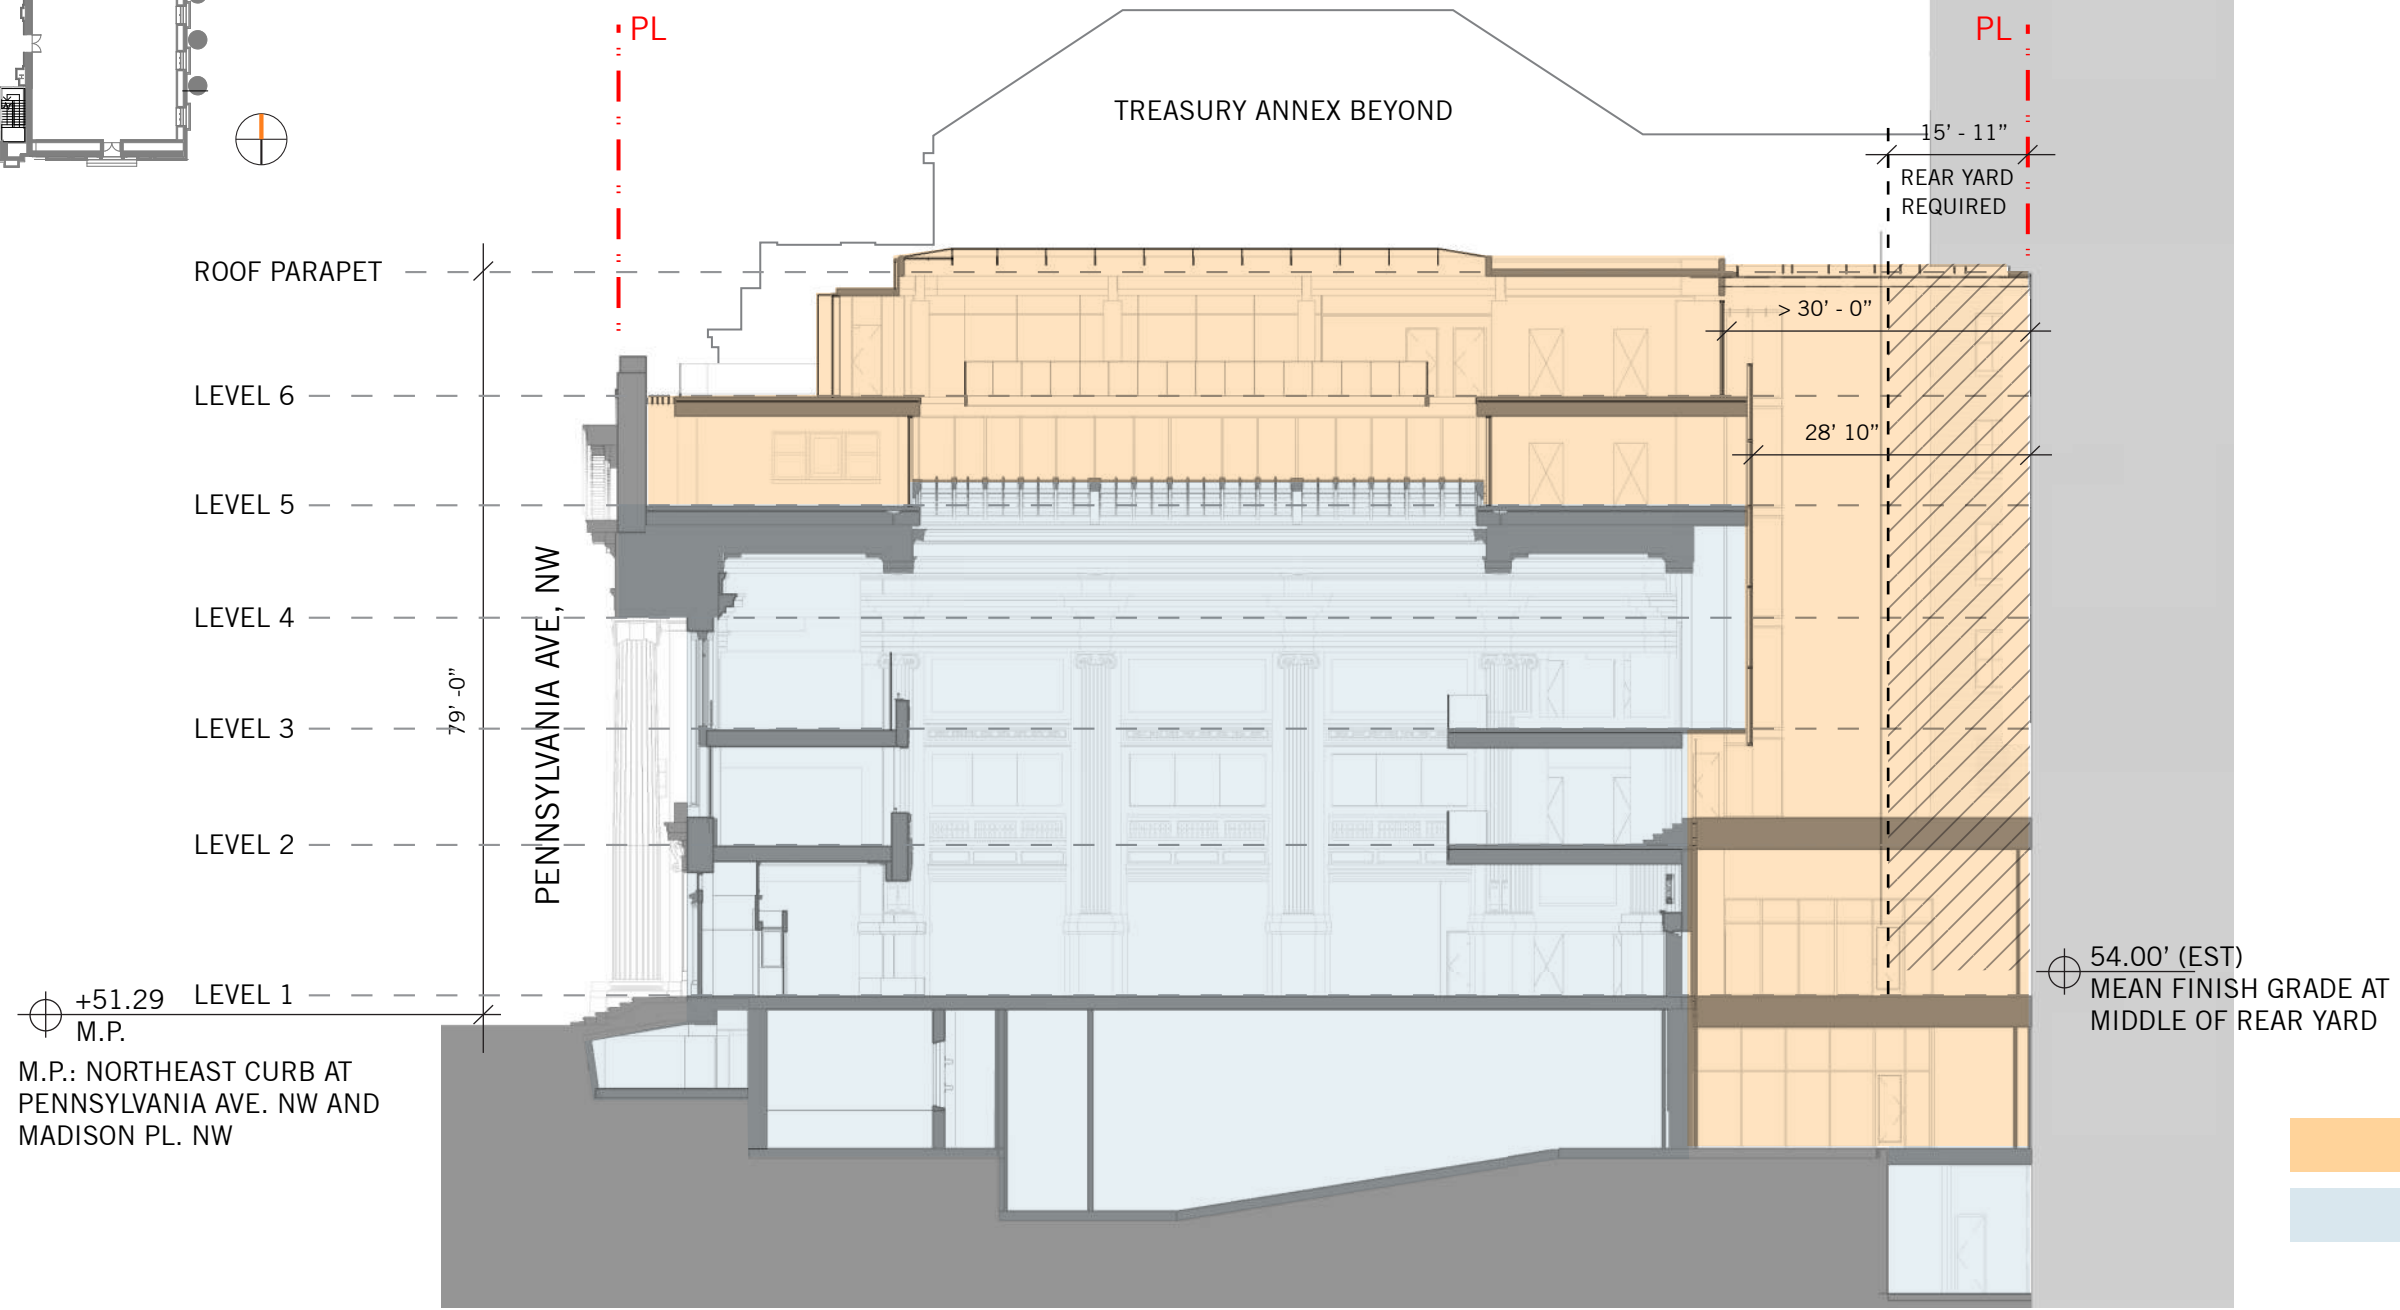 PL
PL
TREASURY ANNEX BEYOND
15’ - 11”
REAR YARD
REQUIRED
ROOF PARAPET
> 30’ - 0”
LEVEL 6
28’ 10”
LEVEL 5
LEVEL 4
PENNSYLVANIA AVE, NW
79’ -0”
LEVEL 3
LEVEL 2
LEVEL 1
+51.29
M.P.
M.P.: NORTHEAST CURB AT
PENNSYLVANIA AVE. NW AND
MADISON PL. NW
54.00’ (EST)
MEAN FINISH GRADE AT
MIDDLE OF REAR YARD